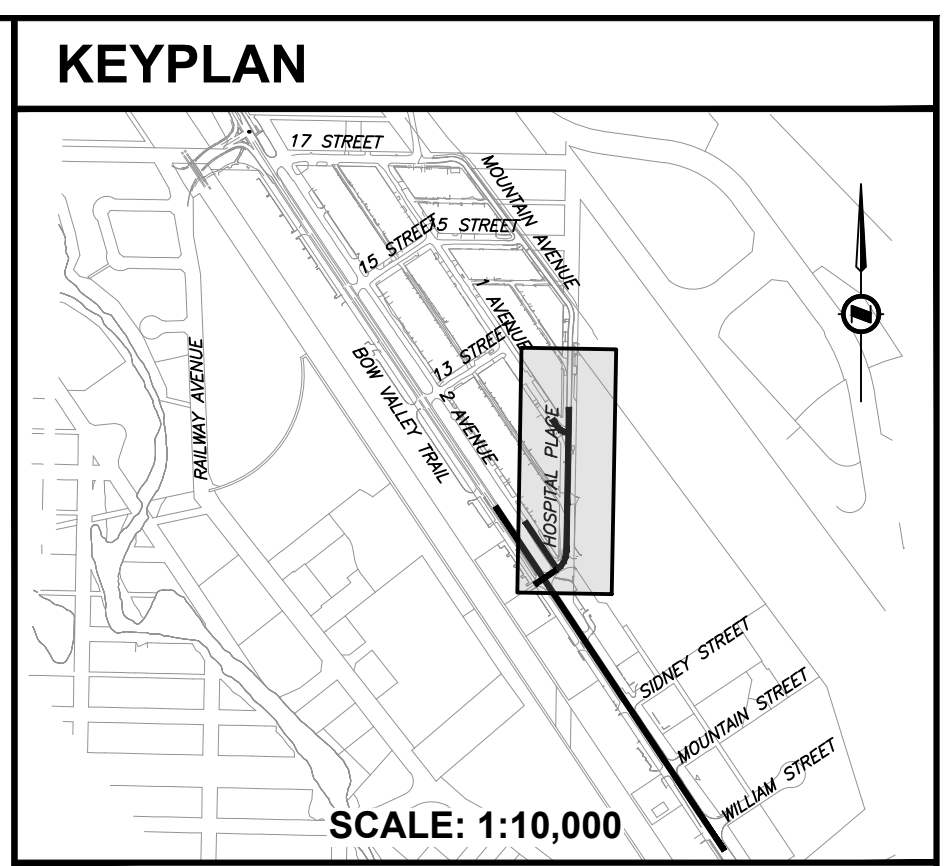 KEYPLAN
17 STREET
MOUNTAIN AVENUE
15 STREET
15 STREET
1 AVENUE
13 STREET
RAILWAY AVENUE
BOW VALLEY TRAIL
2 AVENUE
HOSPITAL PLACE
SIDNEY STREET
MOUNTAIN STREET
WILLIAM STREET
SCALE: 1:10,000